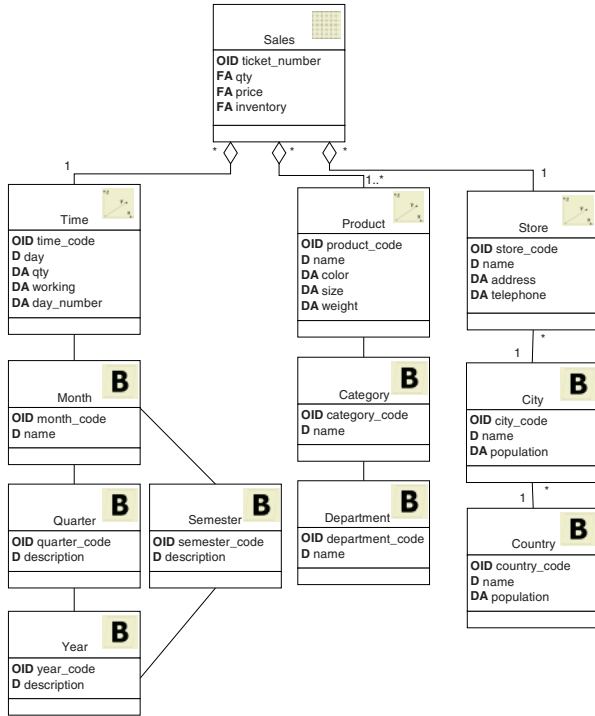 Sales
OID ticket_number
FA qty
FA price
FA inventory
* * *
1 1..* 1
Time
OID time_code
D day
DA qty
DA working
DA day_number
Product
OID product_code
D name
DA color
DA size
DA weight
Store
OID store_code
D name
DA address
DA telephone
*
1
B
Month
OID month_code
D name
B
Category
OID category_code
D name
B
City
OID city_code
D name
DA population
*
1
B
Quarter
OID quarter_code
D description
B
Semester
OID semester_code
D description
B
Department
OID department_code
D name
B
Country
OID country_code
D name
DA population
B
Year
OID year_code
D description